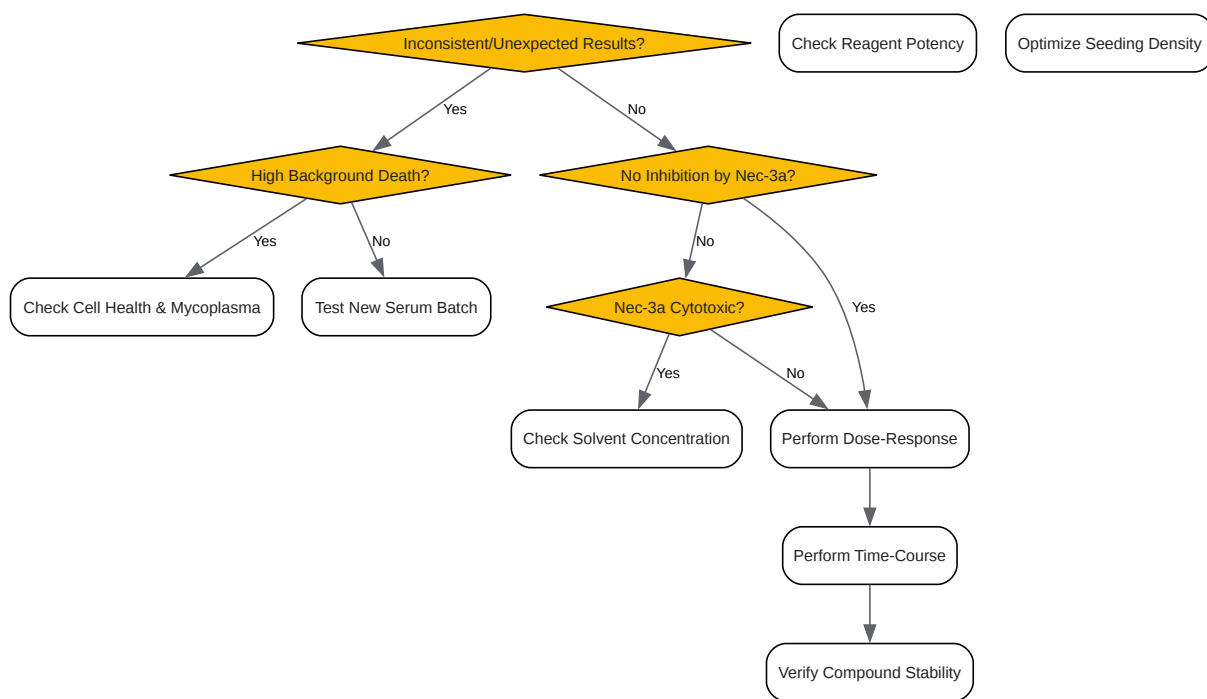 Inconsistent/Unexpected Results?
Check Reagent Potency
Optimize Seeding Density
Yes
No
High Background Death?
No Inhibition by Nec-3a?
Yes
No
No
Check Cell Health & Mycoplasma
Test New Serum Batch
Nec-3a Cytotoxic?
Yes
Yes
No
Check Solvent Concentration
Perform Dose-Response
Perform Time-Course
Verify Compound Stability